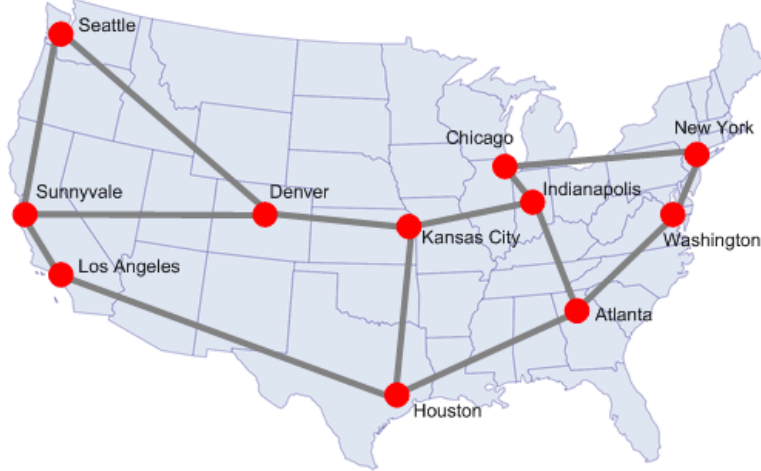 Seattle
New York
Chicago
Sunnyvale
Denver
Indianapolis
Kansas City
Washington
Los Angeles
Atlanta
Houston